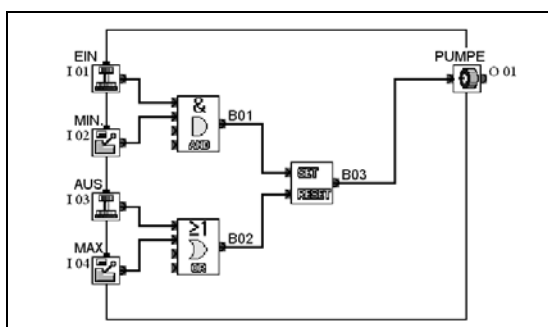 EIN
I 01
MIN.
I 02
AUS
I 03
MAX
I 04
&
AND
B01
≥1
OR
B02
SET
RESET
B03
PUMPE
O 01